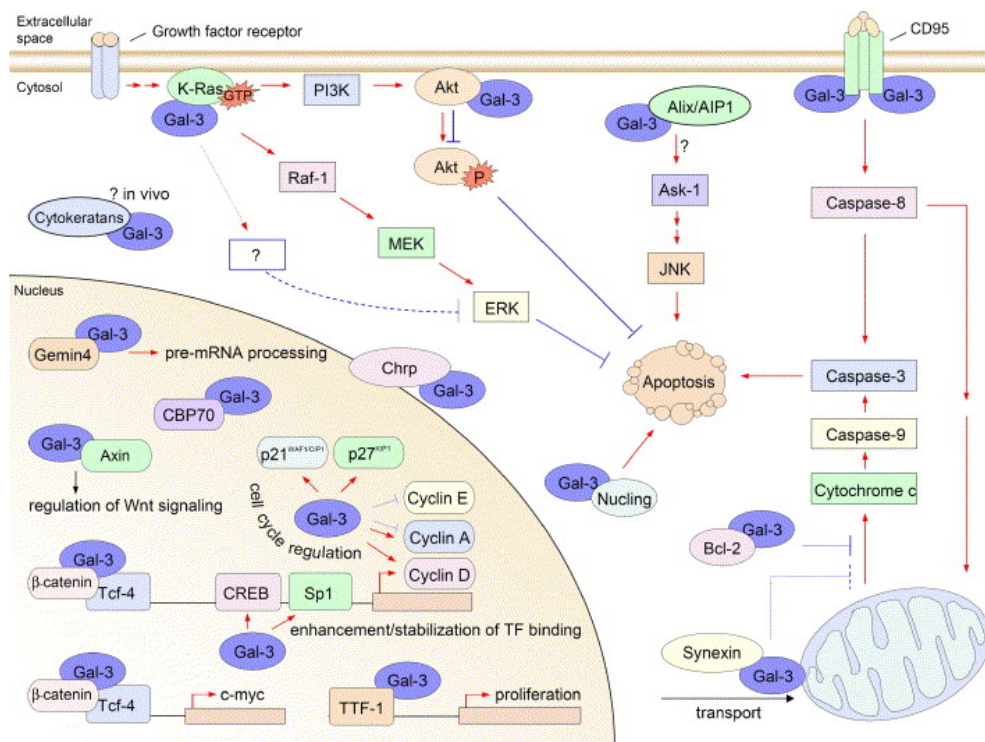 Extracellular
space
Growth factor receptor
CD95
Cytosol
K-Ras
GTP
Gal-3
PI3K
Akt
Gal-3
Gal-3
Alix/AIP1
Gal-3
Gal-3
?
Akt
P
Raf-1
Ask-1
Caspase-8
? in vivo
Cytokeratans
Gal-3
MEK
?
JNK
ERK
Nucleus
Gal-3
Gemin4
pre-mRNA processing
Chrp
Gal-3
Apoptosis
Caspase-3
Gal-3
CBP70
Caspase-9
Gal-3
Axin
p21WAF1/CIP1
p27KIP1
Gal-3
Nucling
Cytochrome c
regulation of Wnt signaling
Gal-3
Cyclin E
Cyclin A
Cyclin D
cell cycle regulation
Gal-3
Bcl-2
Gal-3
β-catenin
Tcf-4
CREB
Sp1
enhancement/stabilization of TF binding
Gal-3
Synexin
Gal-3
transport
Gal-3
β-catenin
Tcf-4
c-myc
Gal-3
TTF-1
proliferation